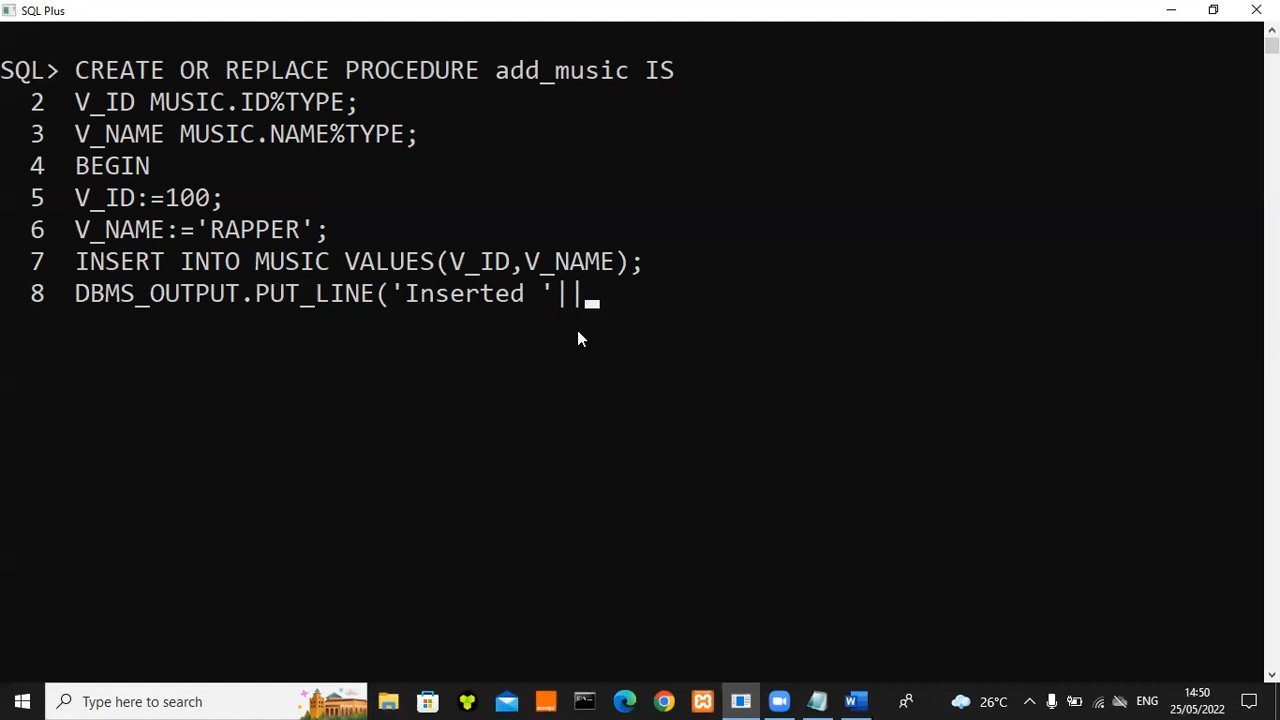 SQL Plus
SQL> CREATE OR REPLACE PROCEDURE add_music IS
2 V_ID MUSIC.ID%TYPE;
3 V_NAME MUSIC.NAME%TYPE;
4 BEGIN
5 V_ID:=100;
6 V_NAME:='RAPPER';
7 INSERT INTO MUSIC VALUES(V_ID,V_NAME);
8 DBMS_OUTPUT.PUT_LINE('Inserted '||
Type here to search
26°C
ENG
14:50
25/05/2022